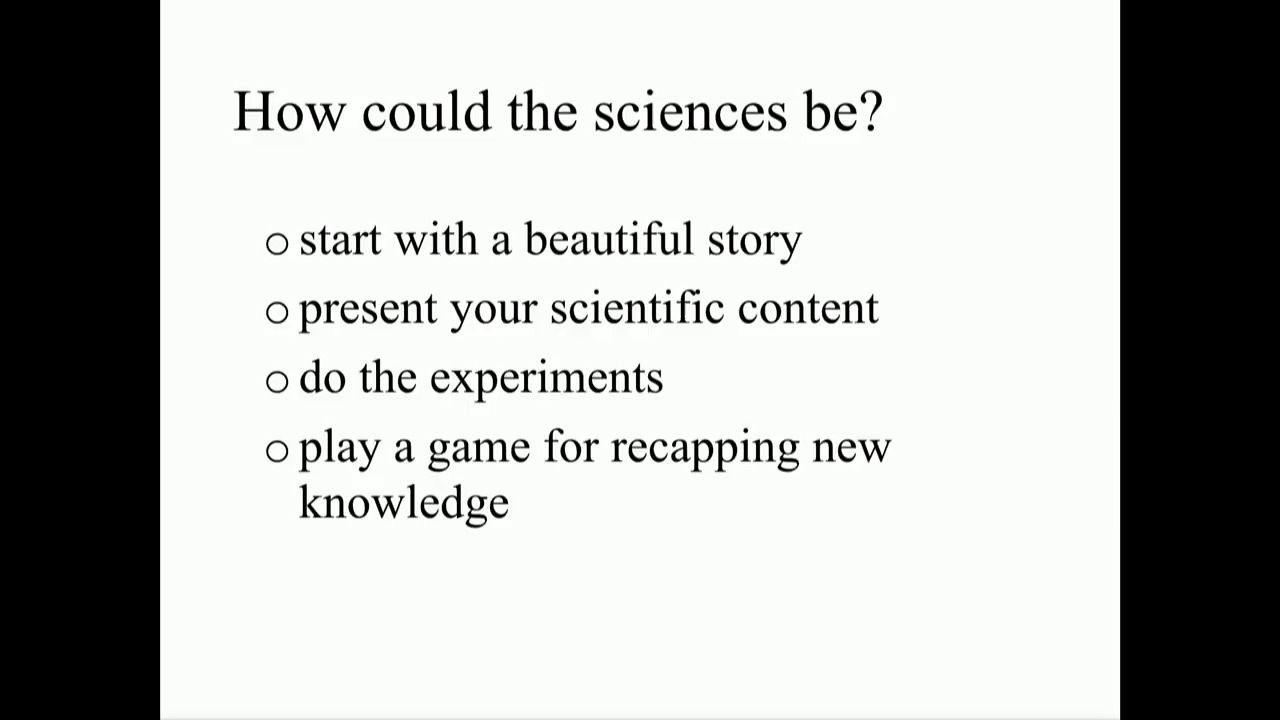 How could the sciences be?
o start with a beautiful story
o present your scientific content
o do the experiments
o play a game for recapping new
knowledge